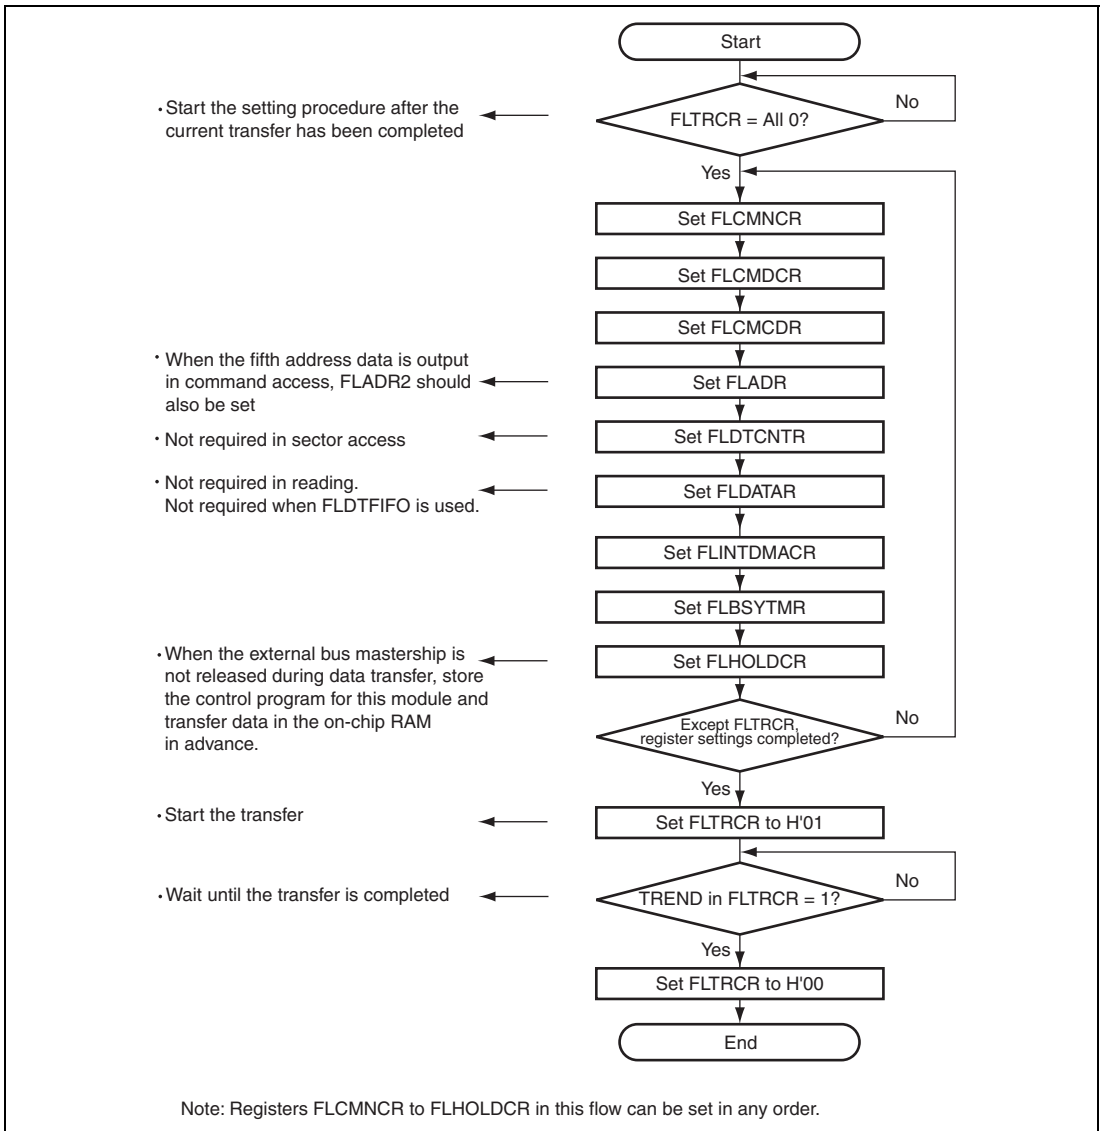 Start
No
• Start the setting procedure after the
current transfer has been completed
FLTRCR = All 0?
Yes
Set FLCMNCR
Set FLCMDCR
Set FLCMCDR
• When the fifth address data is output
in command access, FLADR2 should
also be set
Set FLADR
• Not required in sector access
Set FLDTCNTR
• Not required in reading.
Not required when FLDTFIFO is used.
Set FLDATAR
Set FLINTDMACR
Set FLBSYTMR
• When the external bus mastership is
not released during data transfer, store
the control program for this module and
transfer data in the on-chip RAM
in advance.
Set FLHOLDCR
Except FLTRCR,
register settings completed?
No
Yes
• Start the transfer
Set FLTRCR to H'01
• Wait until the transfer is completed
TREND in FLTRCR = 1?
No
Yes
Set FLTRCR to H'00
End
Note: Registers FLCMNCR to FLHOLDCR in this flow can be set in any order.